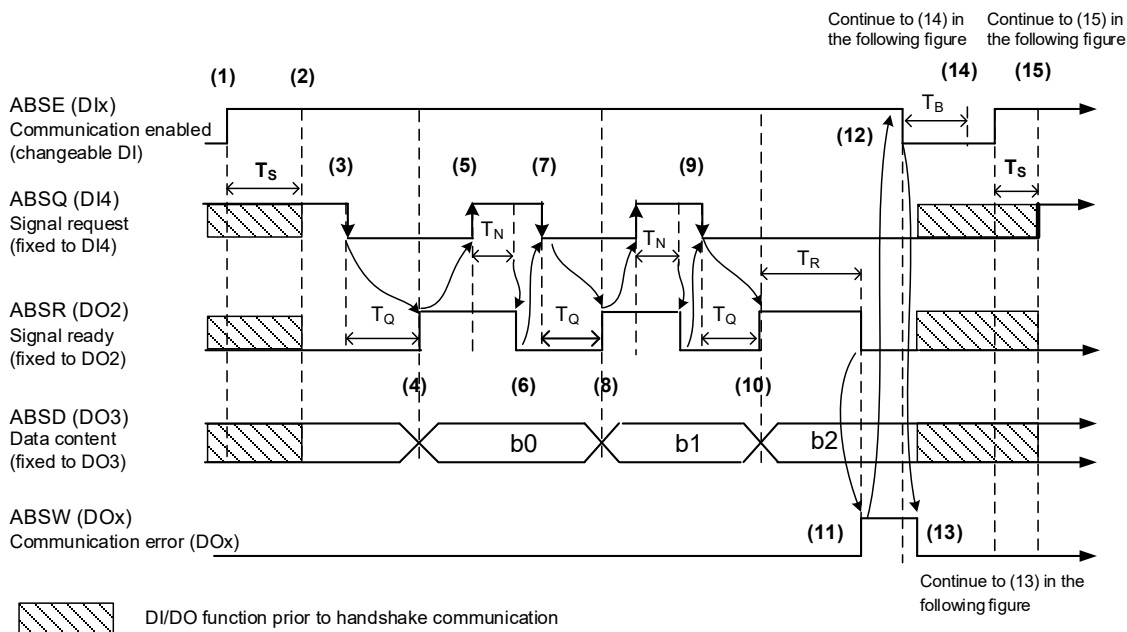 Continue to (14) in
the following figure
Continue to (15) in
the following figure
(1)
(2)
(14)
(15)
ABSE (DIx)
Communication enabled
(changeable DI)
TB
(12)
TS
(3)
(5)
(7)
(9)
TS
ABSQ (DI4)
Signal request
(fixed to DI4)
TN
TN
TR
ABSR (DO2)
Signal ready
(fixed to DO2)
TQ
TQ
TQ
(4)
(6)
(8)
(10)
ABSD (DO3)
Data content
(fixed to DO3)
b0
b1
b2
ABSW (DOx)
Communication error (DOx)
(11)
(13)
Continue to (13) in the
following figure
DI/DO function prior to handshake communication